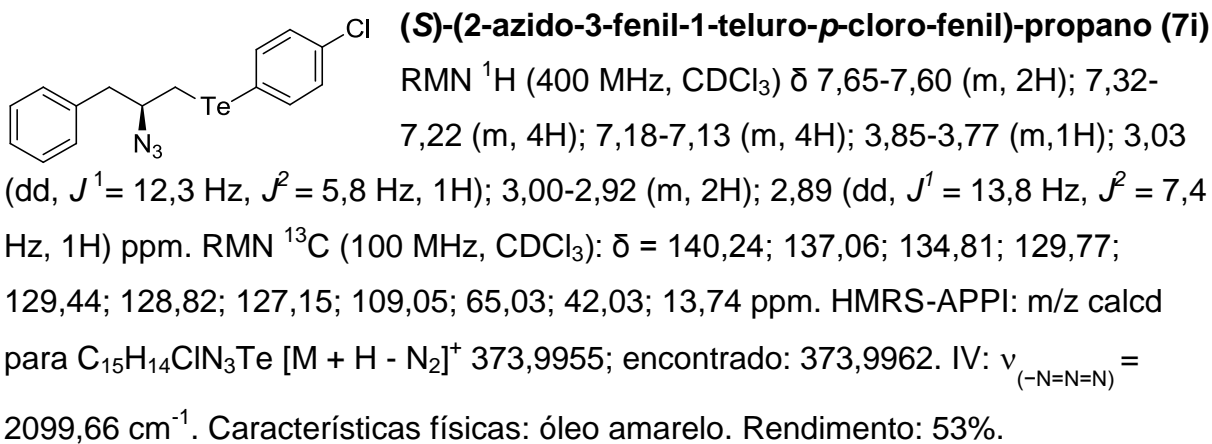 (S)-(2-azido-3-fenil-1-teluro-p-cloro-fenil)-propano (7i)
Cl
Te
N₃
RMN ¹H (400 MHz, CDCl₃) δ 7,65-7,60 (m, 2H); 7,32-
7,22 (m, 4H); 7,18-7,13 (m, 4H); 3,85-3,77 (m,1H); 3,03
(dd, J ¹= 12,3 Hz, J² = 5,8 Hz, 1H); 3,00-2,92 (m, 2H); 2,89 (dd, J¹ = 13,8 Hz, J² = 7,4
Hz, 1H) ppm. RMN ¹³C (100 MHz, CDCl₃): δ = 140,24; 137,06; 134,81; 129,77;
129,44; 128,82; 127,15; 109,05; 65,03; 42,03; 13,74 ppm. HMRS-APPI: m/z calcd
para C₁₅H₁₄ClN₃Te [M + H - N₂]⁺ 373,9955; encontrado: 373,9962. IV: ν(−N=N=N) =
2099,66 cm⁻¹. Características físicas: óleo amarelo. Rendimento: 53%.